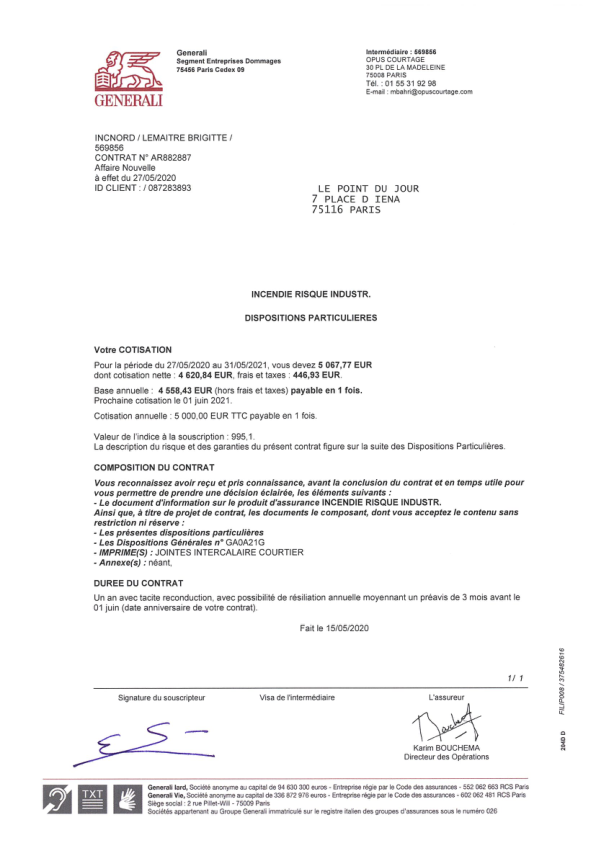 Generali
Segment Entreprises Dommages
75456 Paris Cedex 09
GENERALI
Intermédiaire : 569856
OPUS COURTAGE
30 PL DE LA MADELEINE
75008 PARIS
Tél. : 01 55 31 92 98
E-mail : mbahri@opuscourtage.com
INCNORD / LEMAITRE BRIGITTE /
569856
CONTRAT N° AR882887
Affaire Nouvelle
à effet du 27/05/2020
ID CLIENT : / 087283893
LE POINT DU JOUR
7 PLACE D IENA
75116 PARIS
INCENDIE RISQUE INDUSTR.
DISPOSITIONS PARTICULIERES
Votre COTISATION
Pour la période du 27/05/2020 au 31/05/2021, vous devez 5 067,77 EUR
dont cotisation nette : 4 620,84 EUR, frais et taxes : 446,93 EUR.
Base annuelle : 4 558,43 EUR (hors frais et taxes) payable en 1 fois.
Prochaine cotisation le 01 juin 2021.
Cotisation annuelle : 5 000,00 EUR TTC payable en 1 fois.
Valeur de l'indice à la souscription : 995,1.
La description du risque et des garanties du présent contrat figure sur la suite des Dispositions Particulières.
COMPOSITION DU CONTRAT
Vous reconnaissez avoir reçu et pris connaissance, avant la conclusion du contrat et en temps utile pour
vous permettre de prendre une décision éclairée, les éléments suivants :
- Le document d'information sur le produit d'assurance INCENDIE RISQUE INDUSTR.
Ainsi que, à titre de projet de contrat, les documents le composant, dont vous acceptez le contenu sans
restriction ni réserve :
- Les présentes dispositions particulières
- Les Dispositions Générales n° GA0A21G
- IMPRIME(S) : JOINTES INTERCALAIRE COURTIER
- Annexe(s) : néant,
DUREE DU CONTRAT
Un an avec tacite reconduction, avec possibilité de résiliation annuelle moyennant un préavis de 3 mois avant le
01 juin (date anniversaire de votre contrat).
Fait le 15/05/2020
1/ 1
Signature du souscripteur
Visa de l'intermédiaire
L'assureur
Karim BOUCHEMA
Directeur des Opérations
204D D FILIP008 / 375482616
TXT
Generali Iard, Société anonyme au capital de 94 630 300 euros - Entreprise régie par le Code des assurances - 552 062 663 RCS Paris
Generali Vie, Société anonyme au capital de 336 872 976 euros - Entreprise régie par le Code des assurances - 602 062 481 RCS Paris
Siège social : 2 rue Pillet-Will - 75009 Paris
Sociétés appartenant au Groupe Generali immatriculé sur le registre italien des groupes d'assurances sous le numéro 026